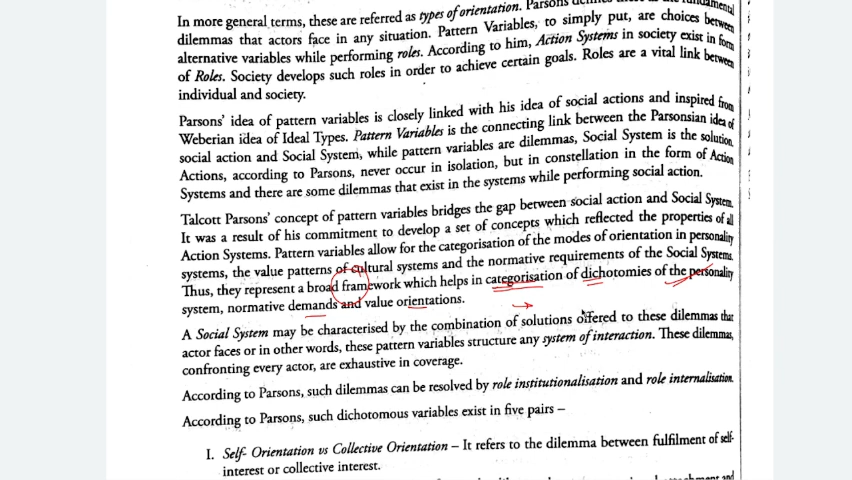 In more general terms, these are referred as types of orientation. Parsons
dilemmas that actors face in any situation. Pattern Variables, to simply put, are choices between
alternative variables while performing roles. According to him, Action Systems in society exist in form
of Roles. Society develops such roles in order to achieve certain goals. Roles are a vital link between
individual and society.
Parsons' idea of pattern variables is closely linked with his idea of social actions and inspired from
Weberian idea of Ideal Types. Pattern Variables is the connecting link between the Parsonian idea of
social action and Social System, while pattern variables are dilemmas, Social System is the solution.
Actions, according to Parsons, never occur in isolation, but in constellation in the form of Action
Systems and there are some dilemmas that exist in the systems while performing social action.
Talcott Parsons' concept of pattern variables bridges the gap between social action and Social System.
It was a result of his commitment to develop a set of concepts which reflected the properties of all
Action Systems. Pattern variables allow for the categorisation of the modes of orientation in personality
systems, the value patterns of cultural systems and the normative requirements of the Social Systems.
Thus, they represent a broad framework which helps in categorisation of dichotomies of the personality
system, normative demands and value orientations.
A Social System may be characterised by the combination of solutions offered to these dilemmas that
actor faces or in other words, these pattern variables structure any system of interaction. These dilemmas,
confronting every actor, are exhaustive in coverage.
According to Parsons, such dilemmas can be resolved by role institutionalisation and role internalisation.
According to Parsons, such dichotomous variables exist in five pairs –
I. Self- Orientation vs Collective Orientation – It refers to the dilemma between fulfilment of self-
interest or collective interest.